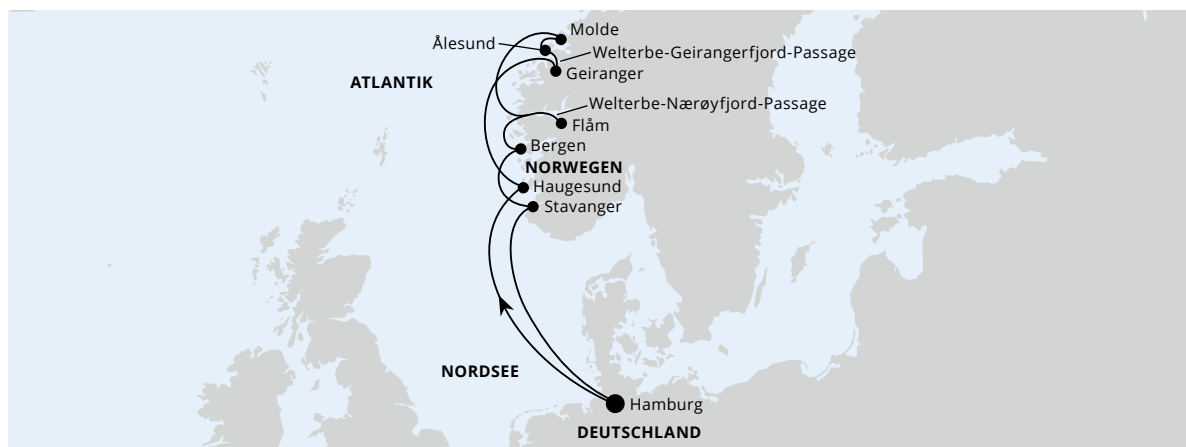 Molde
Ålesund
Welterbe-Geirangerfjord-Passage
Geiranger
ATLANTIK
Welterbe-Nærøyfjord-Passage
Flåm
Bergen
NORWEGEN
Haugesund
Stavanger
NORDSEE
Hamburg
DEUTSCHLAND